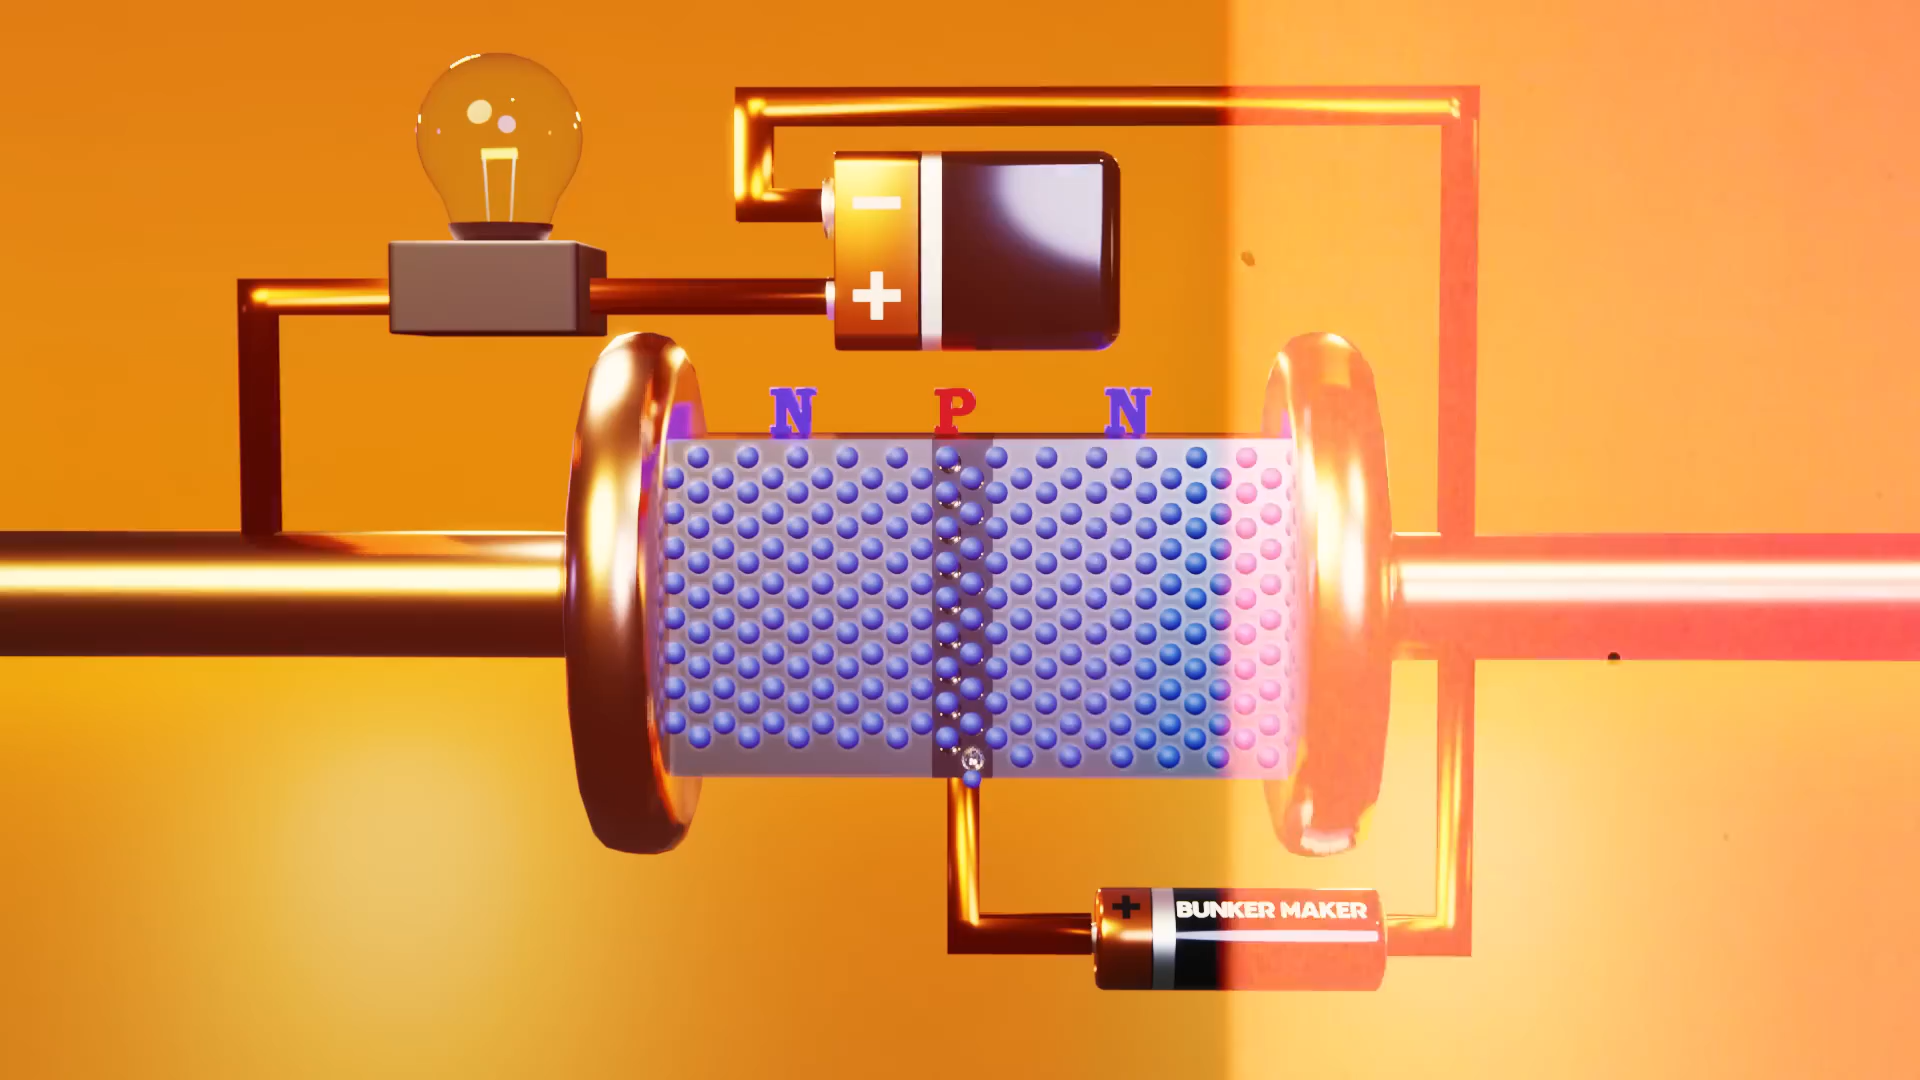 −
+
N P N
+ BUNKER MAKER